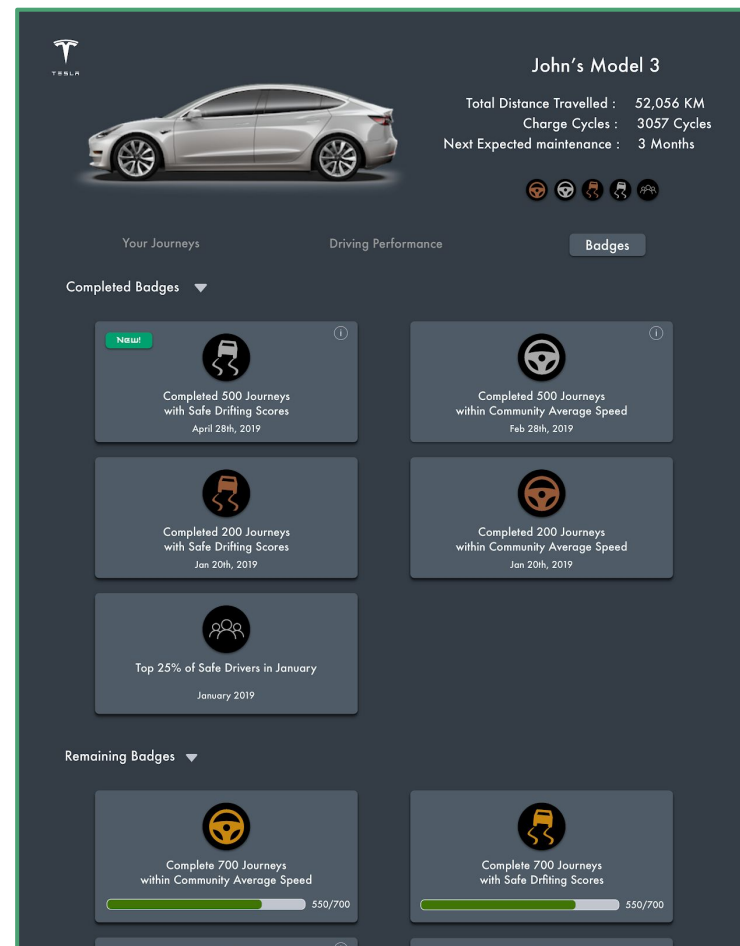 TESLA
John's Model 3
Total Distance Travelled : 52,056 KM
Charge Cycles : 3057 Cycles
Next Expected maintenance : 3 Months
Your Journeys
Driving Performance
Badges
Completed Badges
New!
Completed 500 Journeys
with Safe Drifting Scores
April 28th, 2019
Completed 500 Journeys
within Community Average Speed
Feb 28th, 2019
Completed 200 Journeys
with Safe Drifting Scores
Jan 20th, 2019
Completed 200 Journeys
within Community Average Speed
Jan 20th, 2019
Top 25% of Safe Drivers in January
January 2019
Remaining Badges
Complete 700 Journeys
within Community Average Speed
550/700
Complete 700 Journeys
with Safe Drfiting Scores
550/700